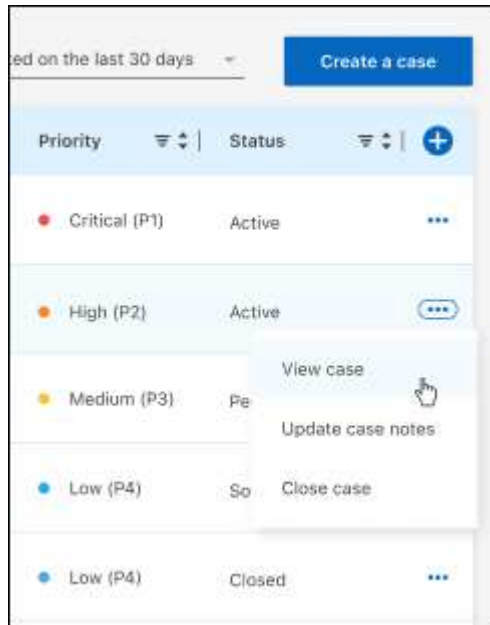 ted on the last 30 days
Create a case
Priority Status
Critical (P1) Active
High (P2) Active
View case
Medium (P3) Pe
Update case notes
Low (P4) So Close case
Low (P4) Closed